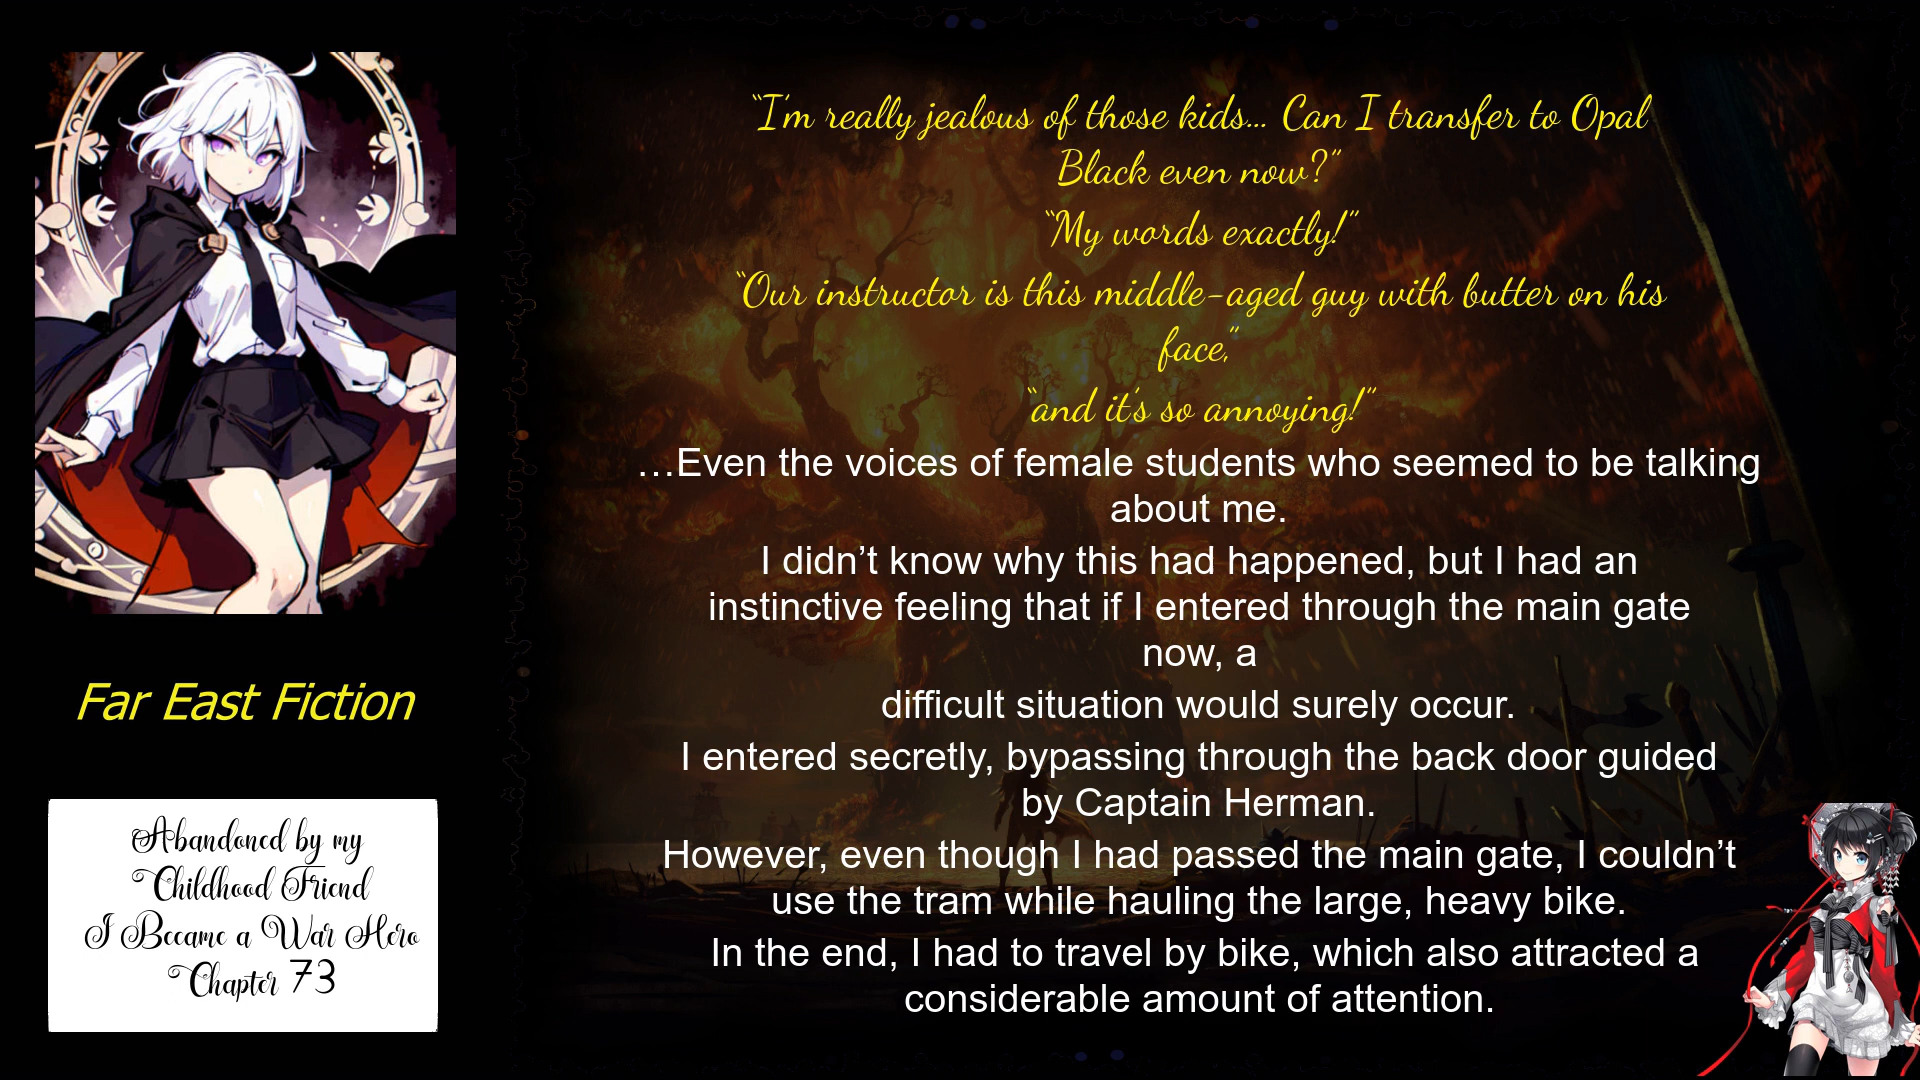 “I’m really jealous of those kids… Can I transfer to Opal
Black even now?”
“My words exactly!”
“Our instructor is this middle-aged guy with butter on his
face,”
“and it’s so annoying!”
…Even the voices of female students who seemed to be talking
about me.
I didn’t know why this had happened, but I had an
instinctive feeling that if I entered through the main gate
now, a
difficult situation would surely occur.
I entered secretly, bypassing through the back door guided
by Captain Herman.
However, even though I had passed the main gate, I couldn’t
use the tram while hauling the large, heavy bike.
In the end, I had to travel by bike, which also attracted a
considerable amount of attention.
Far East Fiction
Abandoned by my
Childhood Friend
I Became a War Hero
Chapter 73